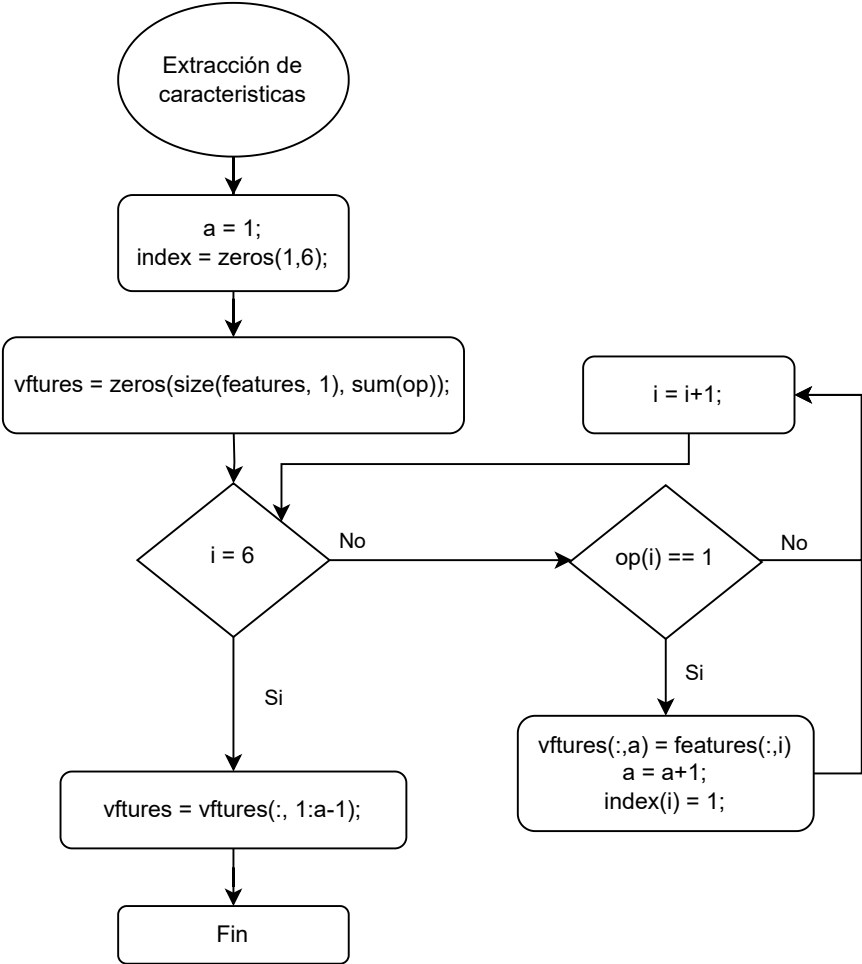 Extracción de
caracteristicas
a = 1;
index = zeros(1,6);
vftures = zeros(size(features, 1), sum(op));
i = i+1;
i = 6
No
op(i) == 1
No
Si
Si
vftures(:,a) = features(:,i)
a = a+1;
index(i) = 1;
vftures = vftures(:, 1:a-1);
Fin